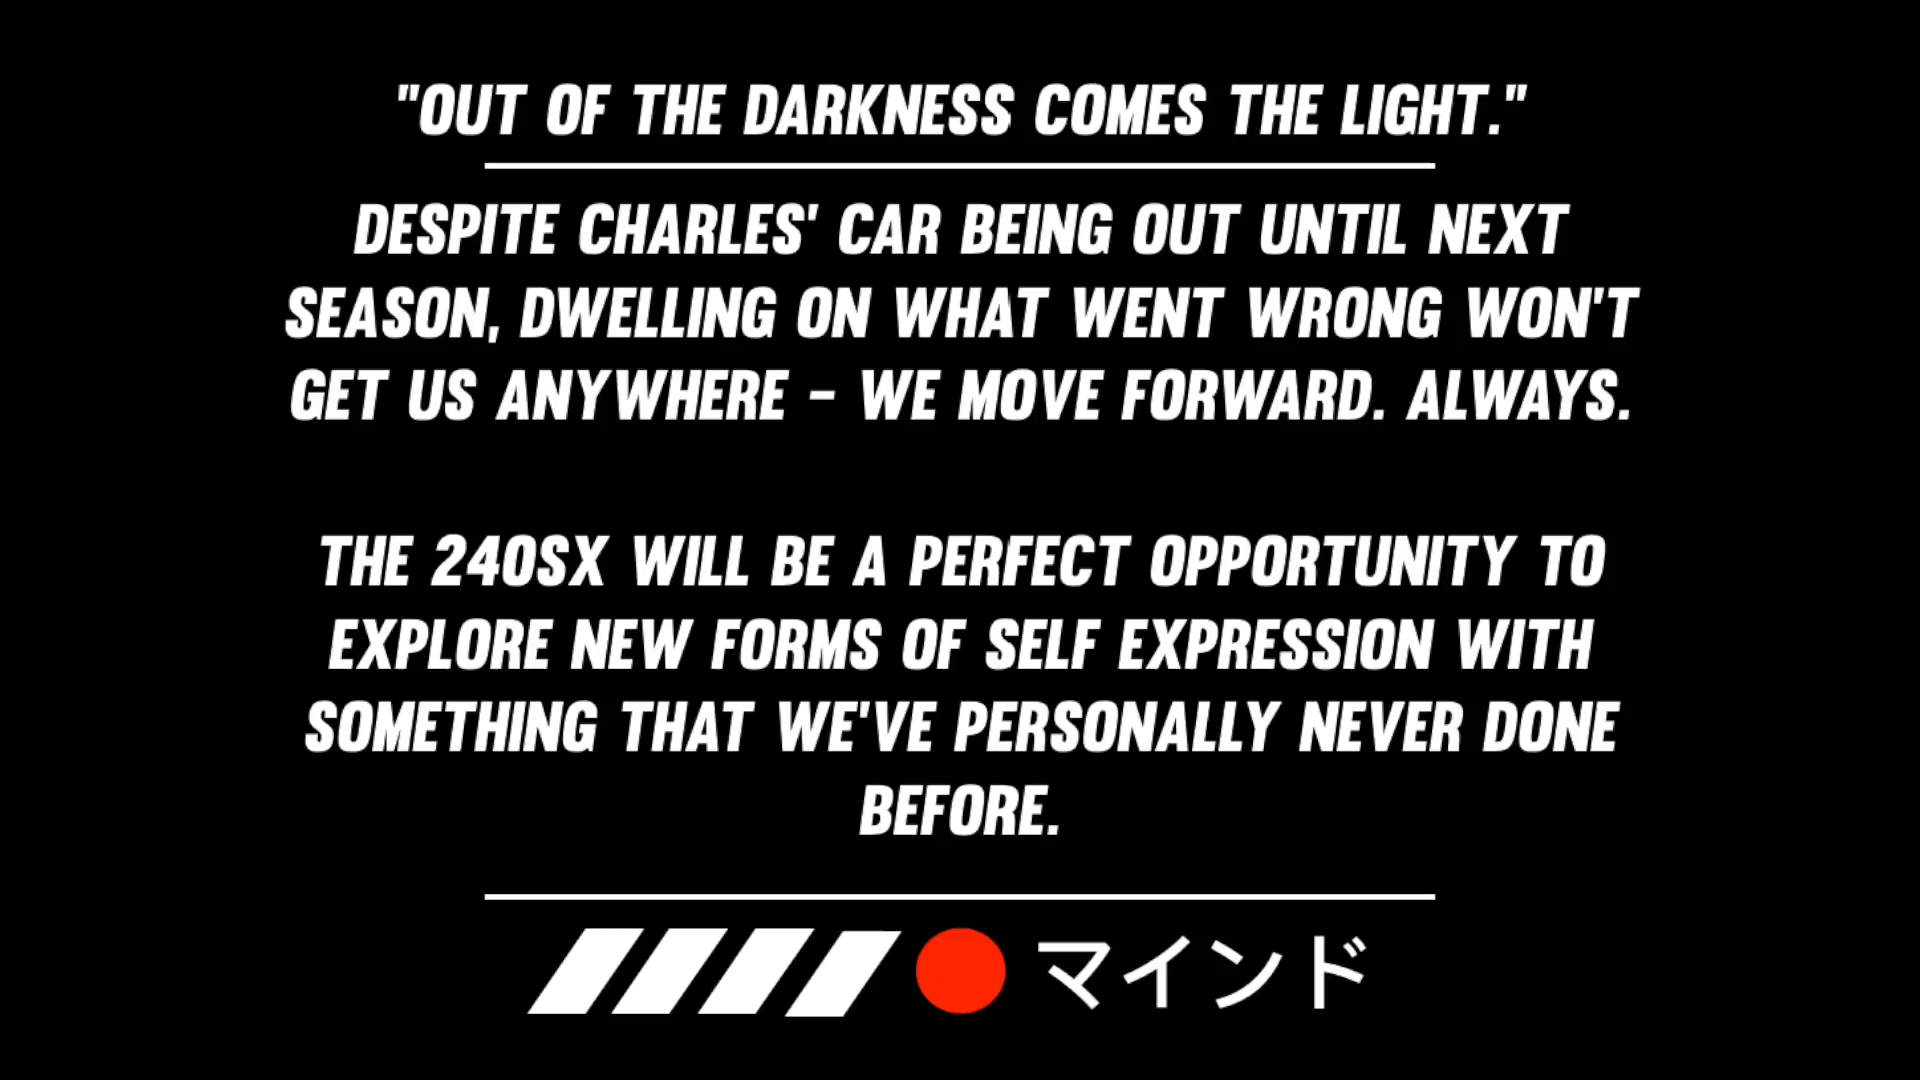 "OUT OF THE DARKNESS COMES THE LIGHT."
DESPITE CHARLES' CAR BEING OUT UNTIL NEXT
SEASON, DWELLING ON WHAT WENT WRONG WON'T
GET US ANYWHERE - WE MOVE FORWARD. ALWAYS.
THE 240SX WILL BE A PERFECT OPPORTUNITY TO
EXPLORE NEW FORMS OF SELF EXPRESSION WITH
SOMETHING THAT WE'VE PERSONALLY NEVER DONE
BEFORE.
マインド